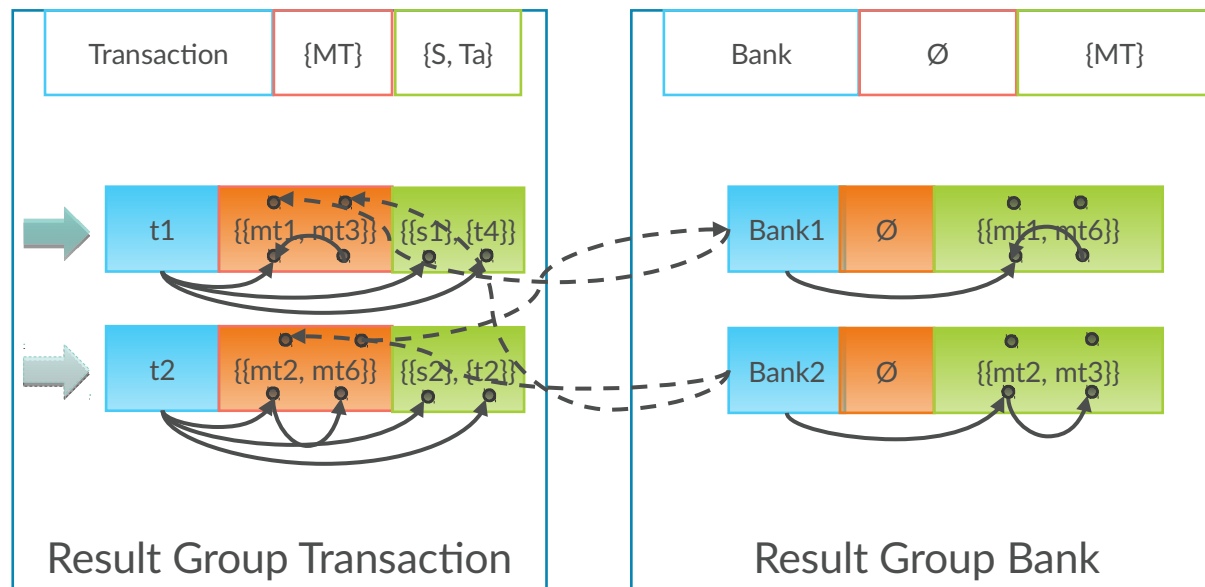 Transaction {MT} {S, Ta}
Bank Ø {MT}
t1 {{mt1, mt3}} {{s1}, {t4}}
Bank1 Ø {{mt1, mt6}}
t2 {{mt2, mt6}} {{s2}, {t2}}
Bank2 Ø {{mt2, mt3}}
Result Group Transaction
Result Group Bank